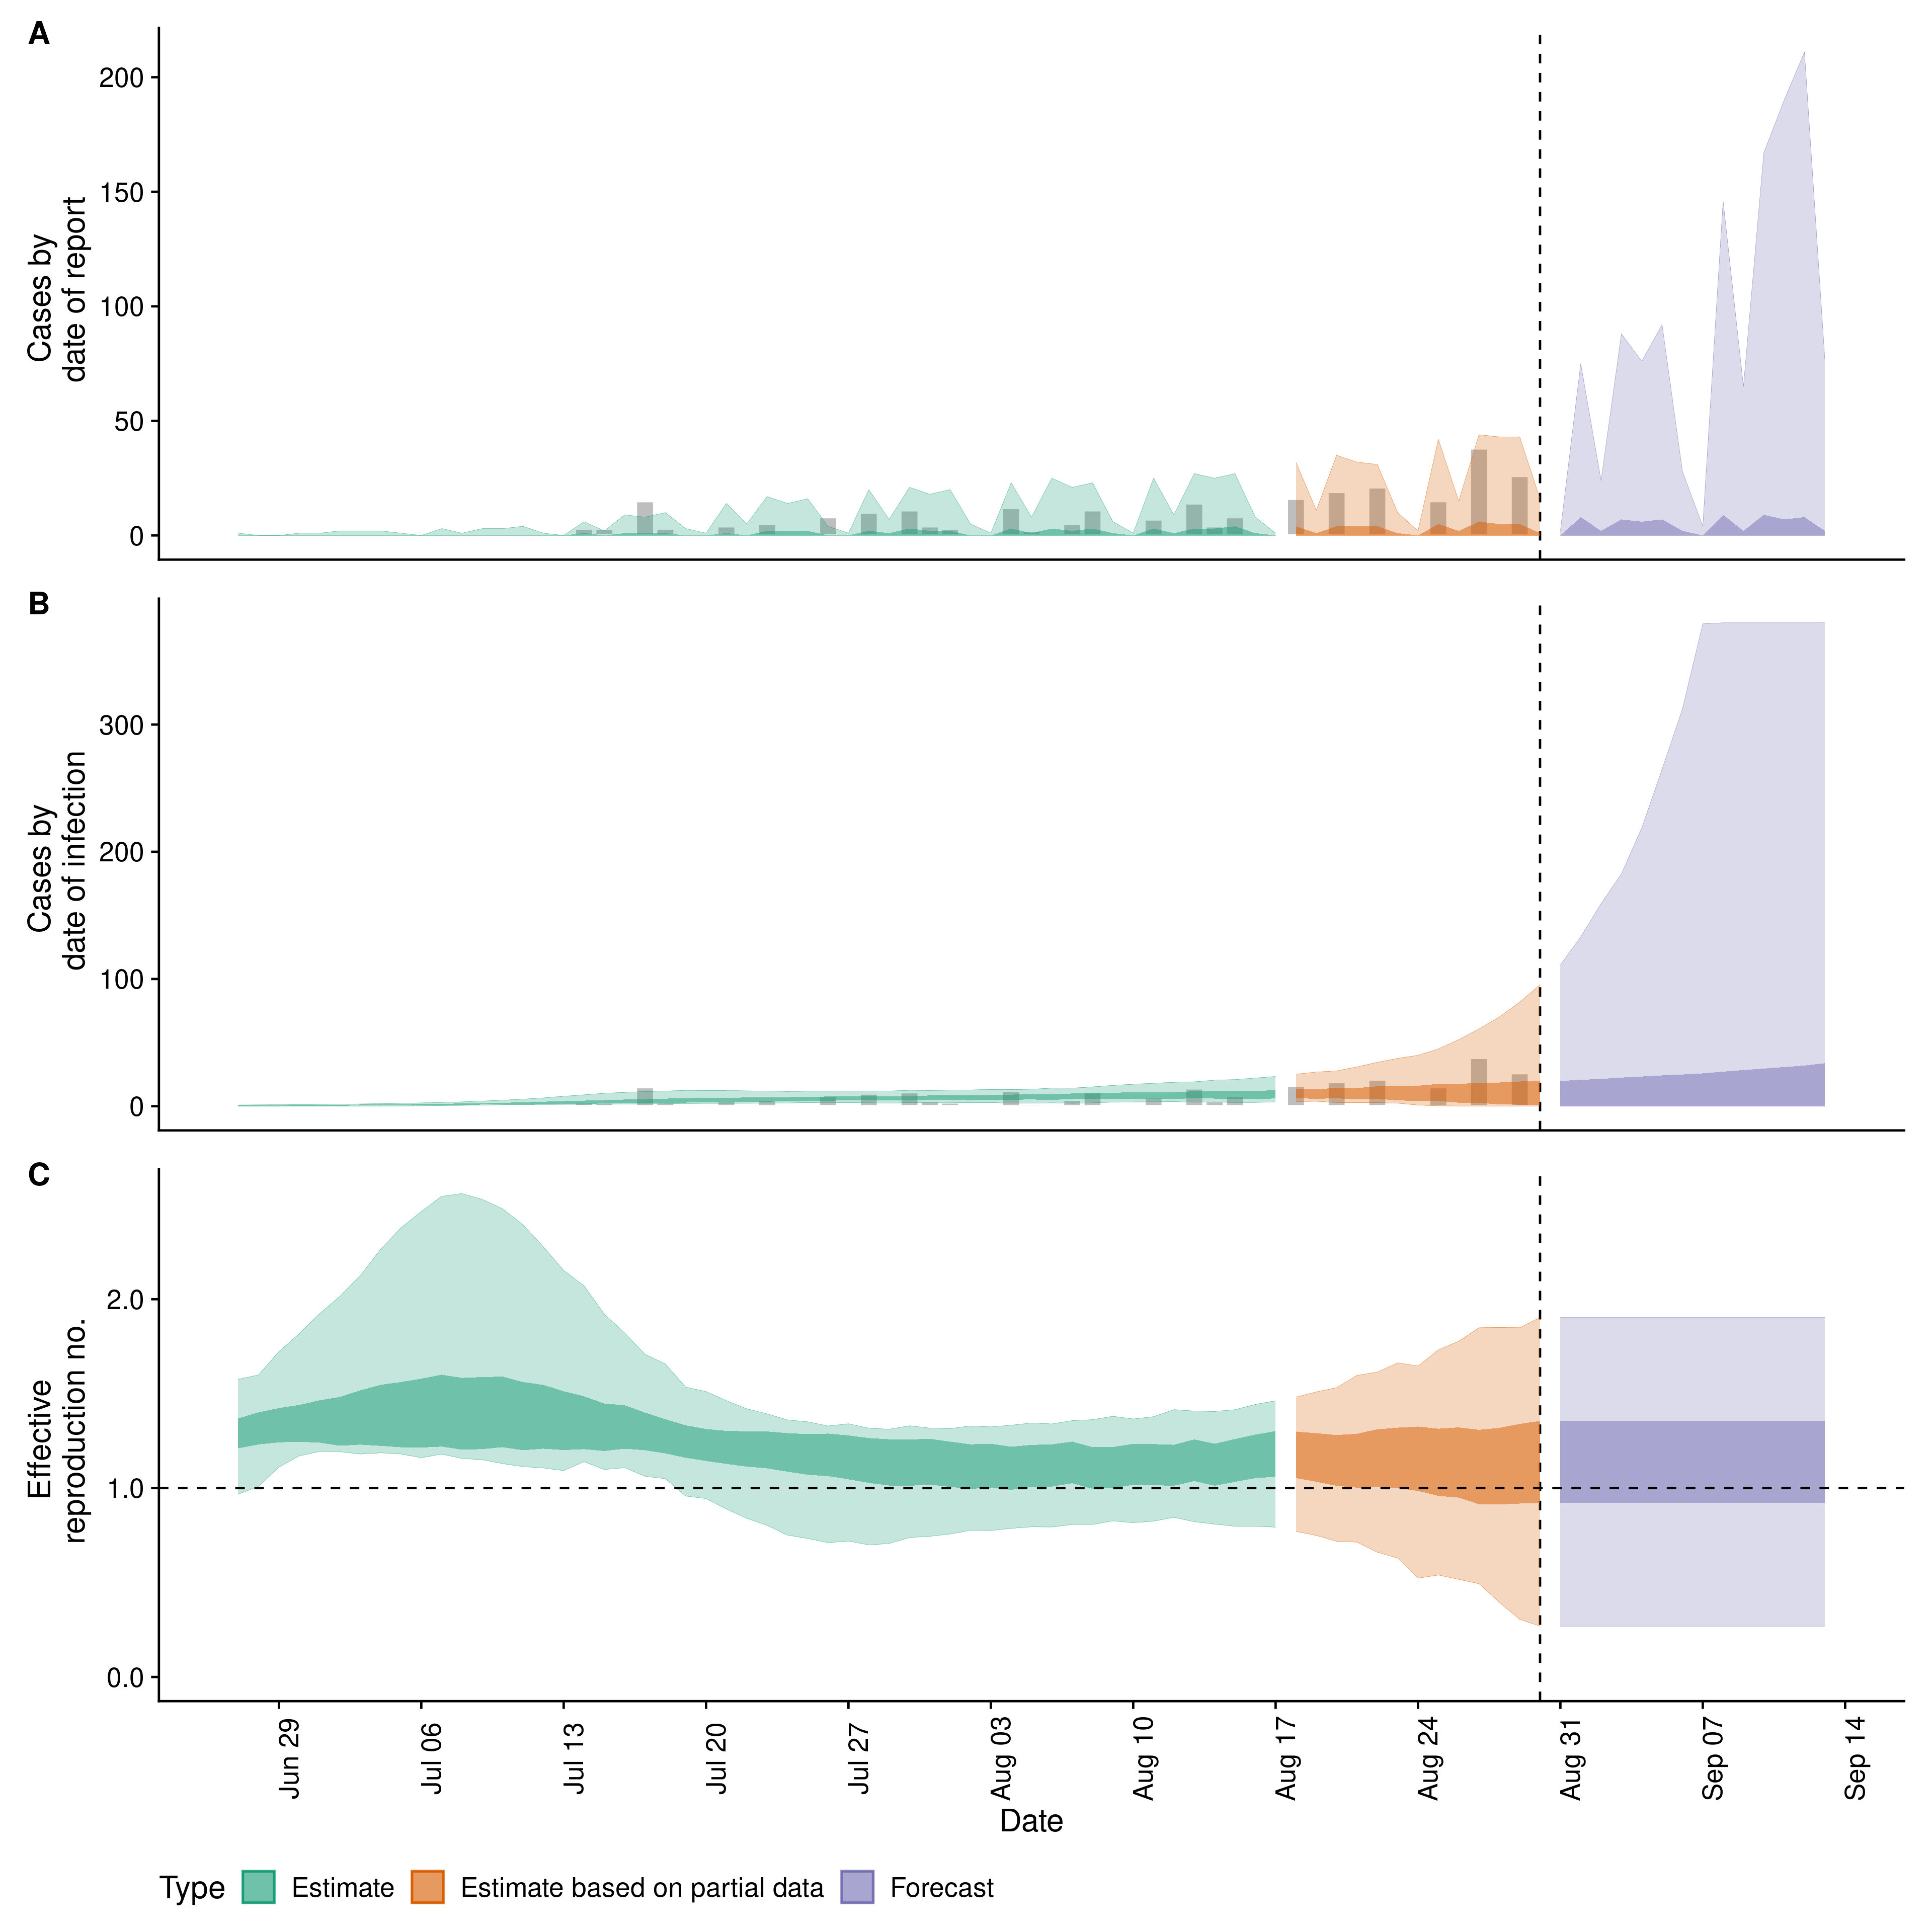 A
Cases by
date of report
200
150
100
50
0
B
Cases by
date of infection
300
200
100
0
C
Effective
reproduction no.
2.0
1.0
0.0
Jun 29
Jul 06
Jul 13
Jul 20
Jul 27
Aug 03
Aug 10
Aug 17
Aug 24
Aug 31
Sep 07
Sep 14
Date
Type Estimate Estimate based on partial data Forecast